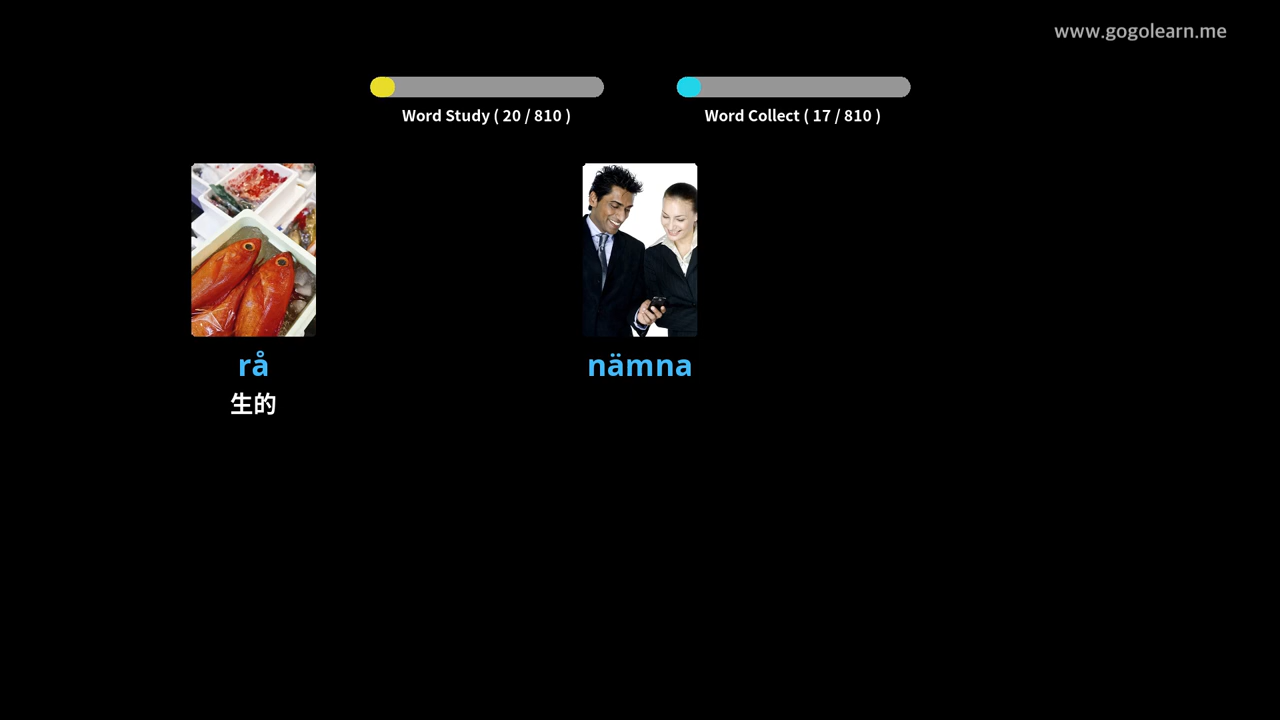 www.gogolearn.me
Word Study ( 20 / 810 )
Word Collect ( 17 / 810 )
rå
生的
nämna